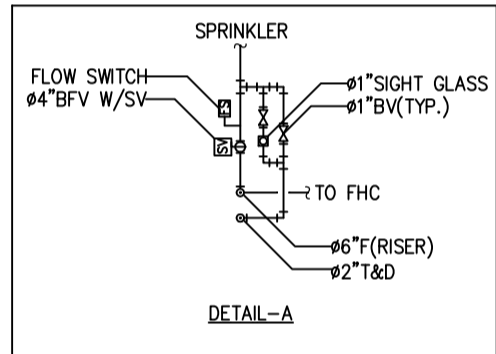 SPRINKLER
FLOW SWITCH
FS
ø4"BFV W/SV
SV
ø1"SIGHT GLASS
ø1"BV(TYP.)
TO FHC
ø6"F(RISER)
ø2"T&D
DETAIL-A